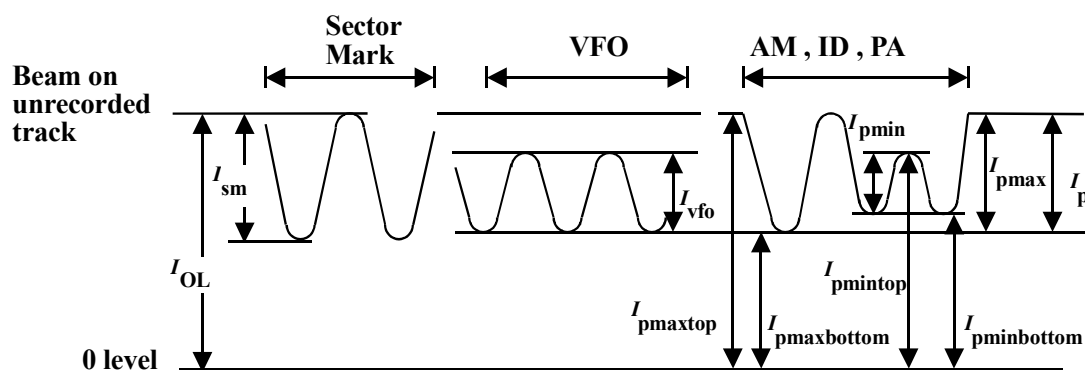 Sector
Mark
VFO
AM , ID , PA
Beam on
unrecorded
track
I pmin
I sm
I vfo
I pmax
I p
I OL
I pmaxtop
I pmaxbottom
I pmintop
I pminbottom
0 level